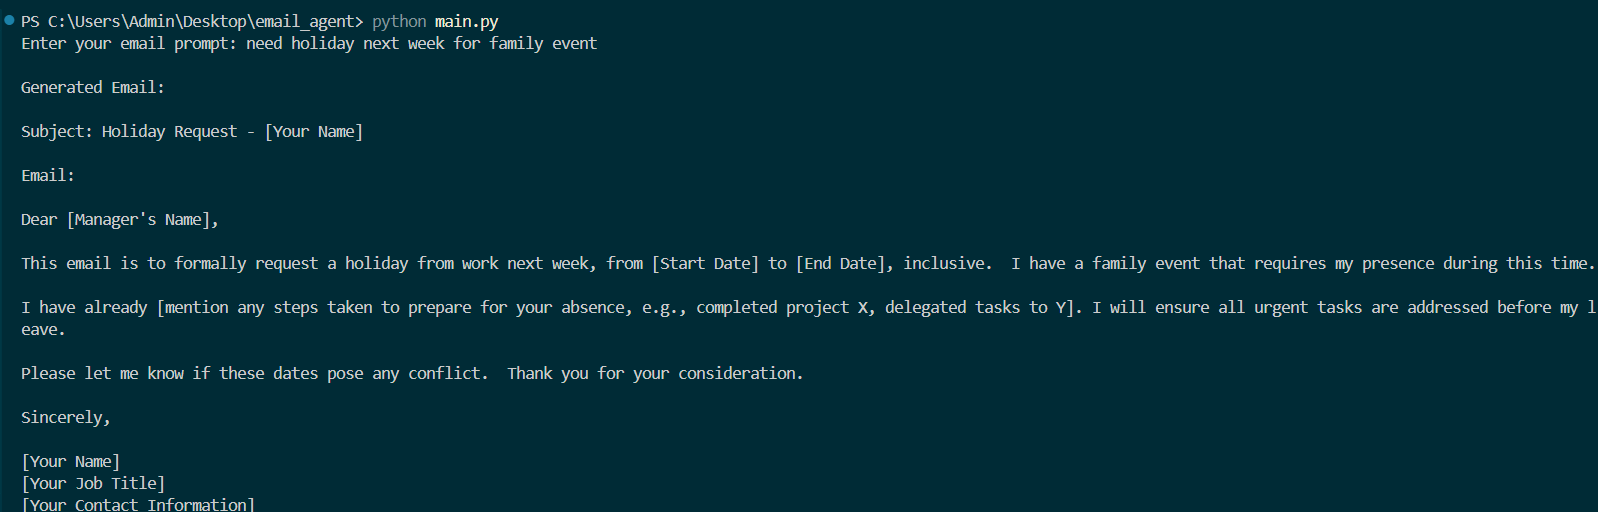 PS C:\Users\Admin\Desktop\email_agent> python main.py
Enter your email prompt: need holiday next week for family event
Generated Email:
Subject: Holiday Request - [Your Name]
Email:
Dear [Manager's Name],
This email is to formally request a holiday from work next week, from [Start Date] to [End Date], inclusive.  I have a family event that requires my presence during this time.
I have already [mention any steps taken to prepare for your absence, e.g., completed project X, delegated tasks to Y]. I will ensure all urgent tasks are addressed before my l
eave.
Please let me know if these dates pose any conflict.  Thank you for your consideration.
Sincerely,
[Your Name]
[Your Job Title]
[Your Contact Information]